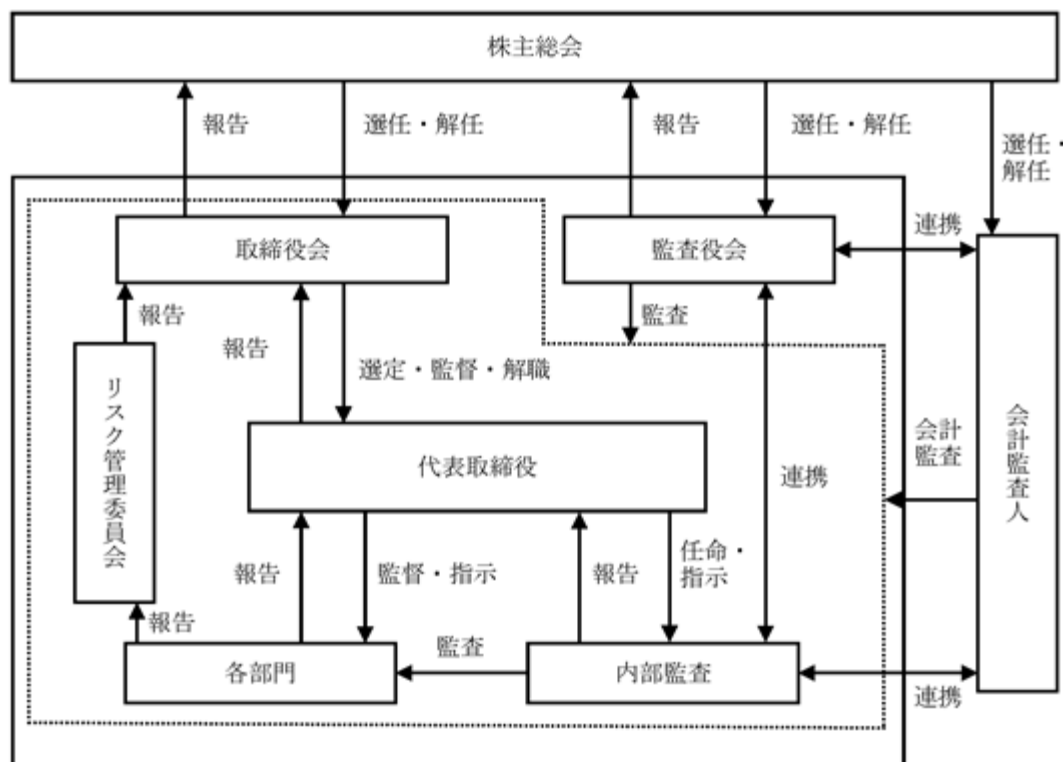 株主総会
報告
選任・解任
報告
選任・解任
選任・
解任
取締役会
監査役会
連携
報告
報告
選定・監督・解職
監査
リスク管理委員会
代表取締役
連携
会計
監査
会計監査人
報告
報告
監督・指示
報告
任命・
指示
各部門
監査
内部監査
連携